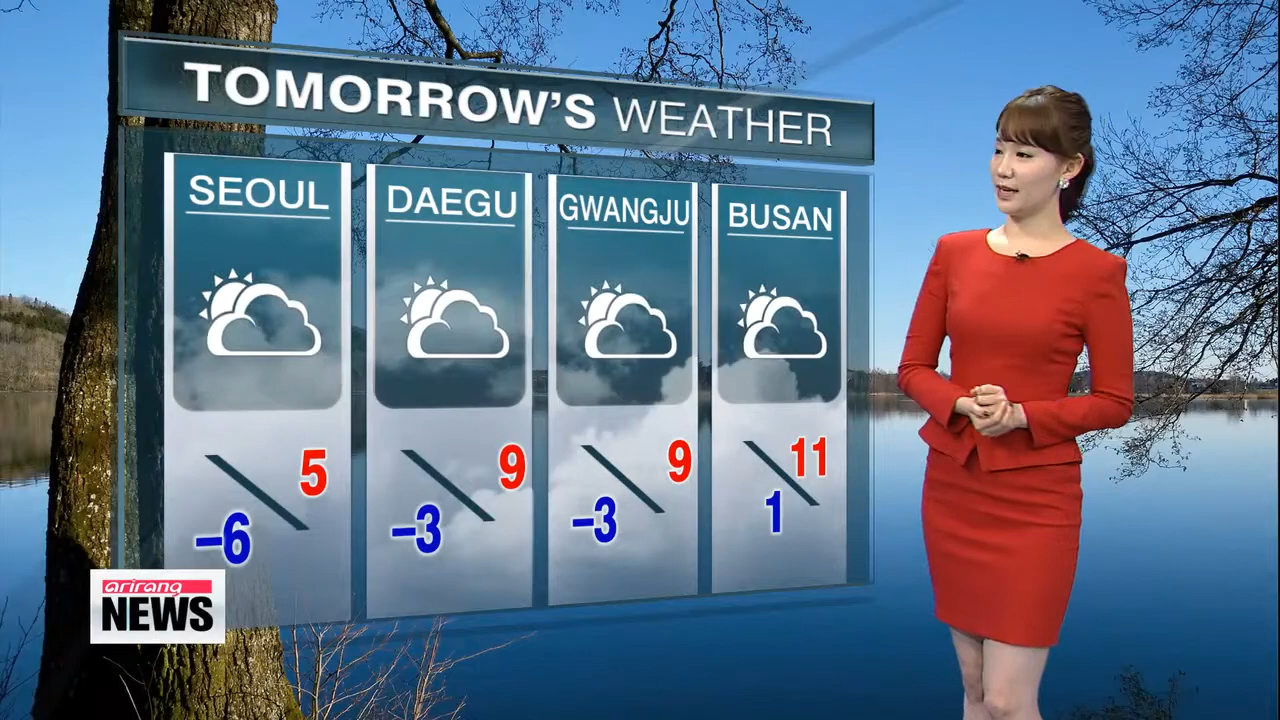 TOMORROW'S WEATHER
SEOUL
DAEGU
GWANGJU
BUSAN
5
-6
9
-3
9
-3
11
1
arirang
NEWS